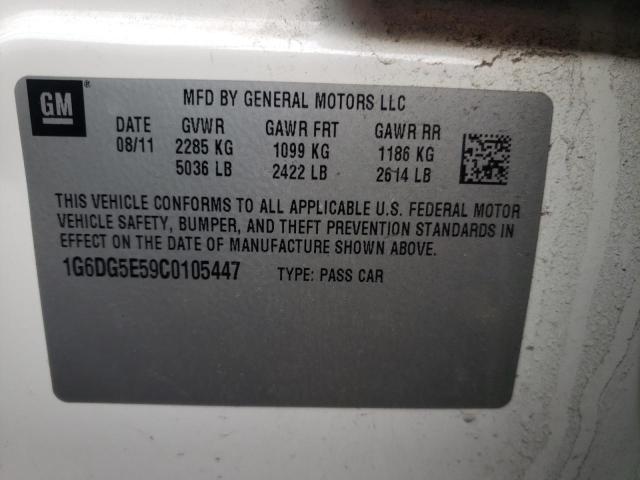 GM ®
MFD BY GENERAL MOTORS LLC
DATE GVWR GAWR FRT GAWR RR
08/11 2285 KG 1099 KG 1186 KG
5036 LB 2422 LB 2614 LB
THIS VEHICLE CONFORMS TO ALL APPLICABLE U.S. FEDERAL MOTOR
VEHICLE SAFETY, BUMPER, AND THEFT PREVENTION STANDARDS IN
EFFECT ON THE DATE OF MANUFACTURE SHOWN ABOVE.
1G6DG5E59C0105447 TYPE: PASS CAR